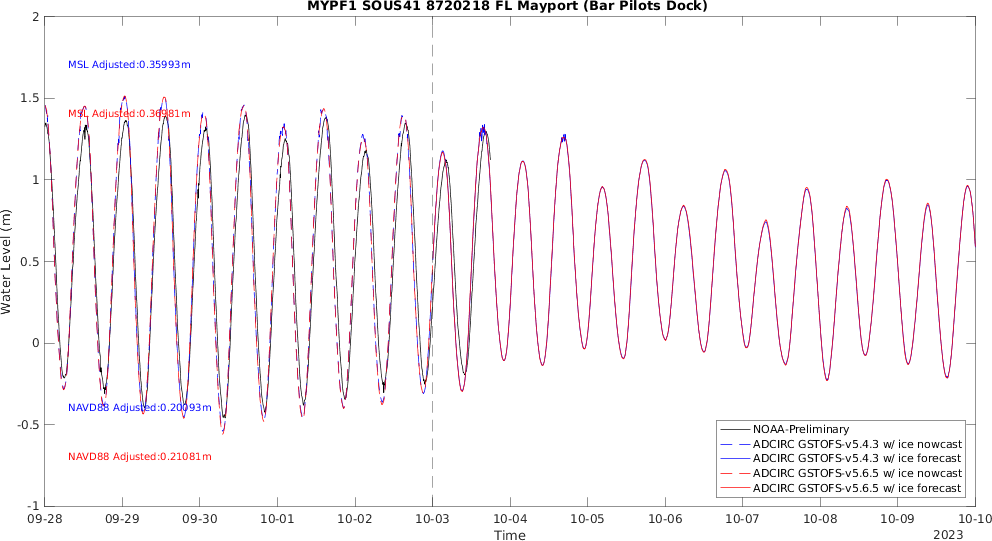 MYPF1 SOUS41 8720218 FL Mayport (Bar Pilots Dock)
2
1.5
1
0.5
0
-0.5
-1
Water Level (m)
MSL Adjusted:0.35993m
MSL Adjusted:0.36981m
NAVD88 Adjusted:0.20093m
NAVD88 Adjusted:0.21081m
NOAA-Preliminary
ADCIRC GSTOFS-v5.4.3 w/ ice nowcast
ADCIRC GSTOFS-v5.4.3 w/ ice forecast
ADCIRC GSTOFS-v5.6.5 w/ ice nowcast
ADCIRC GSTOFS-v5.6.5 w/ ice forecast
09-28 09-29 09-30 10-01 10-02 10-03 10-04 10-05 10-06 10-07 10-08 10-09 10-10
Time
2023